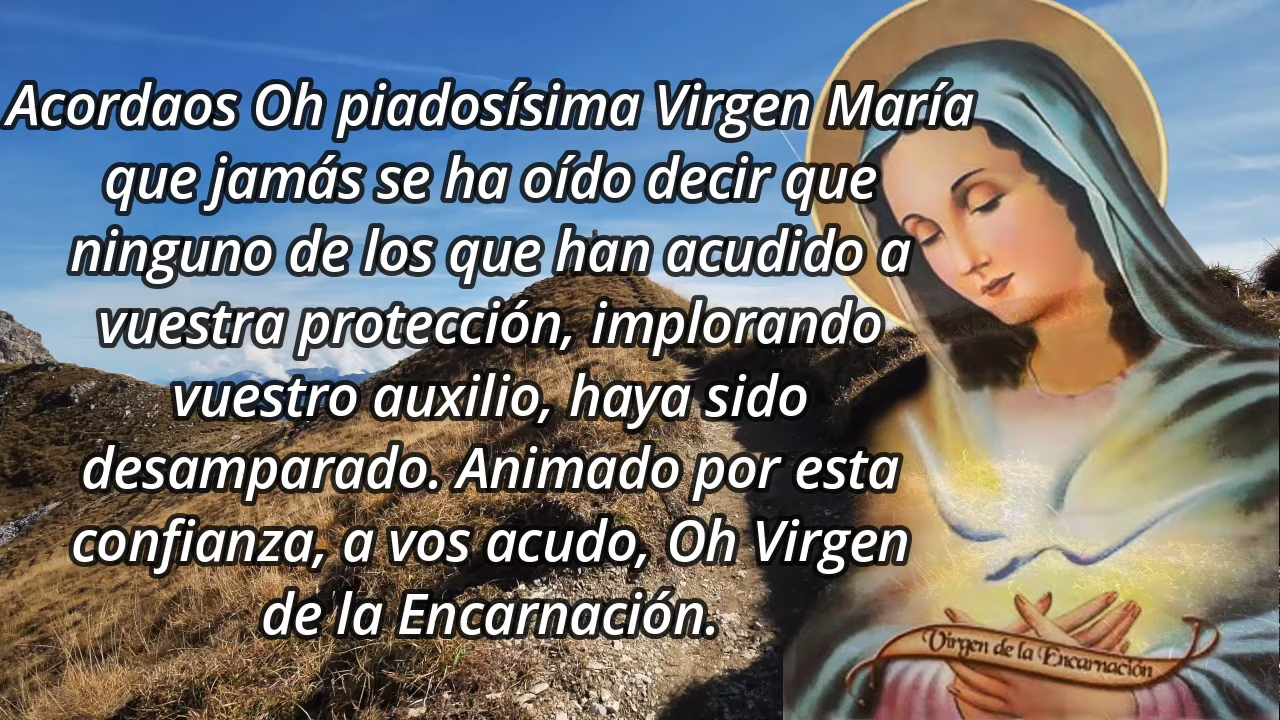 Acordaos Oh piadosísima Virgen María
que jamás se ha oído decir que
ninguno de los que han acudido a
vuestra protección, implorando
vuestro auxilio, haya sido
desamparado. Animado por esta
confianza, a vos acudo, Oh Virgen
de la Encarnación.
Virgen de la Encarnación